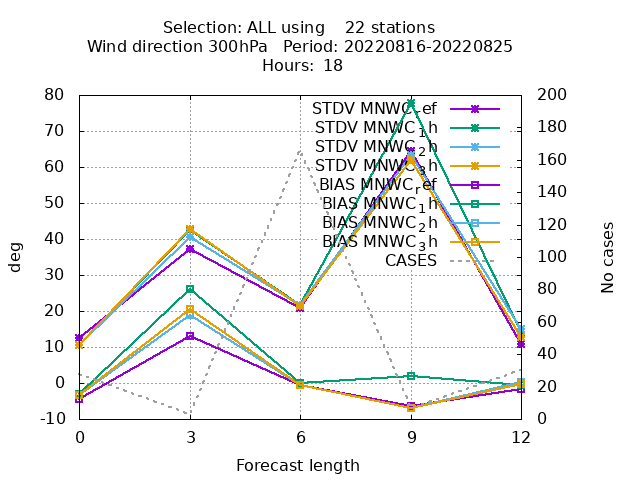 Selection: ALL using    22 stations
Wind direction 300hPa   Period: 20220816-20220825
Hours:  18
80
70
60
50
40
30
20
10
0
-10
200
180
160
140
120
100
80
60
40
20
0
STDV MNWC_ref
STDV MNWC_1h
STDV MNWC_2h
STDV MNWC_3h
BIAS MNWC_ref
BIAS MNWC_1h
BIAS MNWC_2h
BIAS MNWC_3h
CASES
deg
No cases
0 3 6 9 12
Forecast length